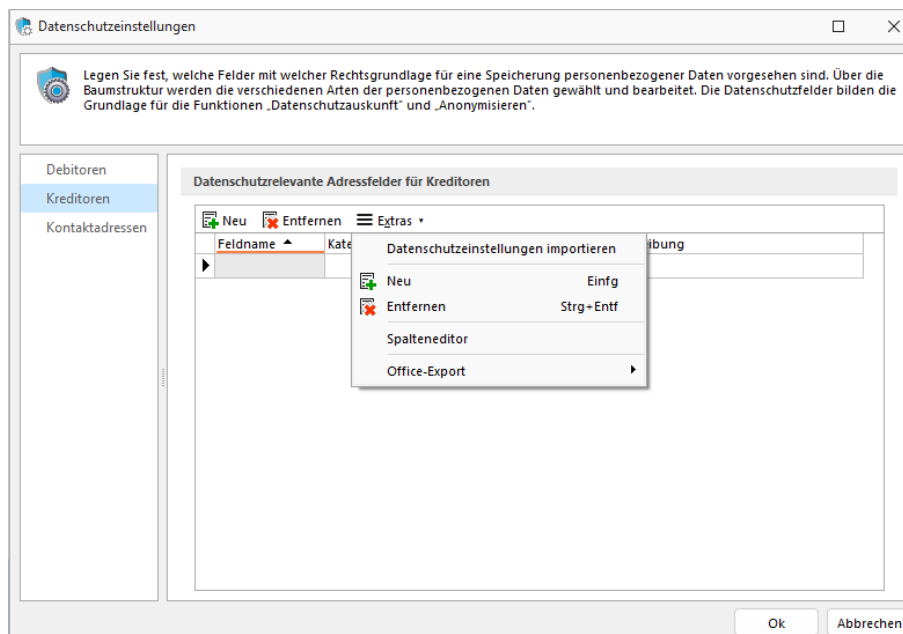 Datenschutzeinstellungen
Legen Sie fest, welche Felder mit welcher Rechtsgrundlage für eine Speicherung personenbezogener Daten vorgesehen sind. Über die
Baumstruktur werden die verschiedenen Arten der personenbezogenen Daten gewählt und bearbeitet. Die Datenschutzfelder bilden die
Grundlage für die Funktionen „Datenschutzauskunft" und „Anonymisieren".
Debitoren
Kreditoren
Kontaktadressen
Datenschutzrelevante Adressfelder für Kreditoren
Neu Entfernen Extras
Feldname Kate ibung
Datenschutzeinstellungen importieren
Neu Einfg
Entfernen Strg+Entf
Spalteneditor
Office-Export
Ok Abbrechen